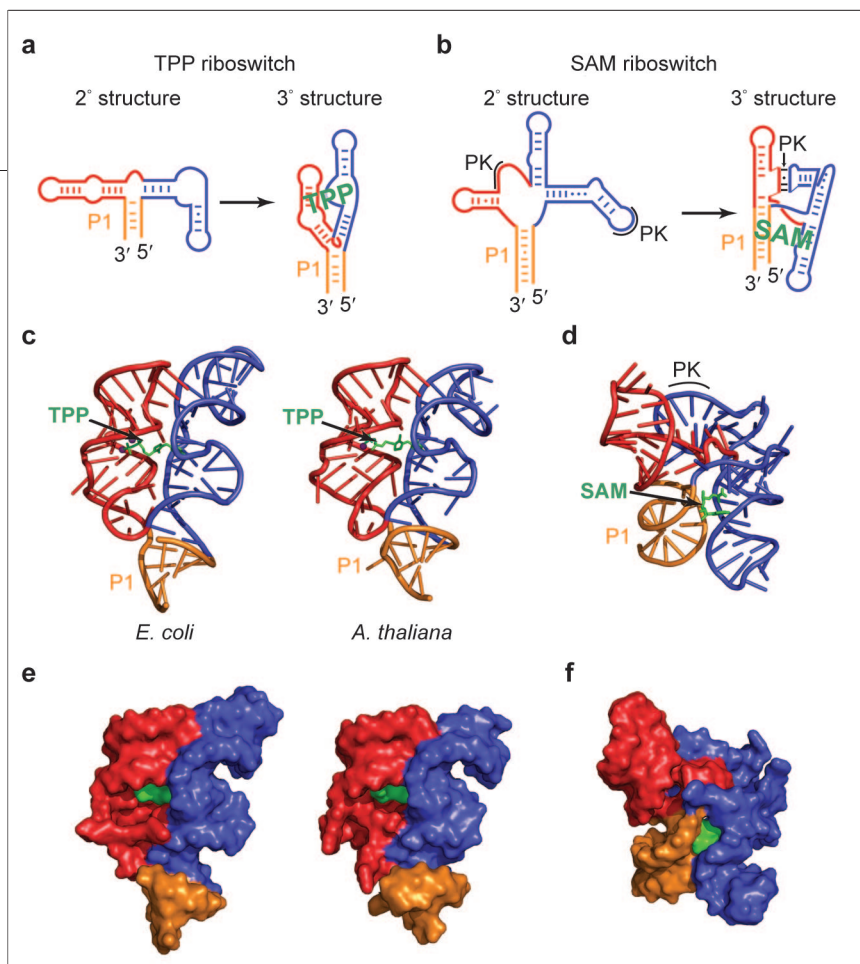 a
TPP riboswitch
2° structure
3° structure
TPP
P1
3′ 5′
3′ 5′
b
SAM riboswitch
2° structure
3° structure
PK
PK
PK
P1
P1
SAM
3′ 5′
3′ 5′
c
TPP
TPP
P1
P1
E. coli
A. thaliana
d
PK
SAM
P1
e
f